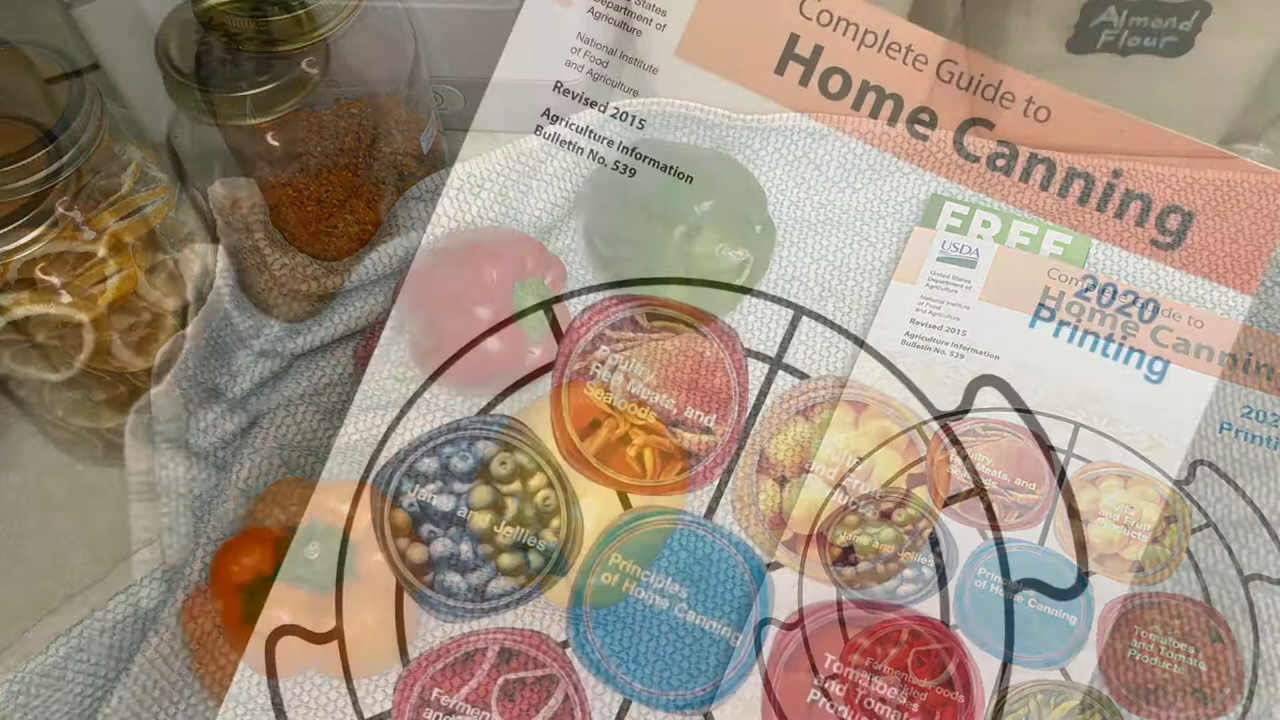 States
Department of
Agriculture
National Institute
of Food
and Agriculture
Revised 2015
Agriculture Information
Bulletin No. 539
Complete Guide to
Home Canning
Almond
Flour
FREE
2020
Printing
Poultry,
Red Meats, and
Seafoods
Jams and Jellies
Principles
of Home Canning
Tomatoes
and Tomato
USDA
United States
Department of
Agriculture
National Institute
of Food
and Agriculture
Revised 2015
Agriculture Information
Bulletin No. 539
Complete Guide to
Home Canning
Poultry,
Red Meats, and
Seafoods
Fruit
and Fruit
Products
Jams and Jellies
Principles
of Home Canning
Tomatoes
and Tomato
Products